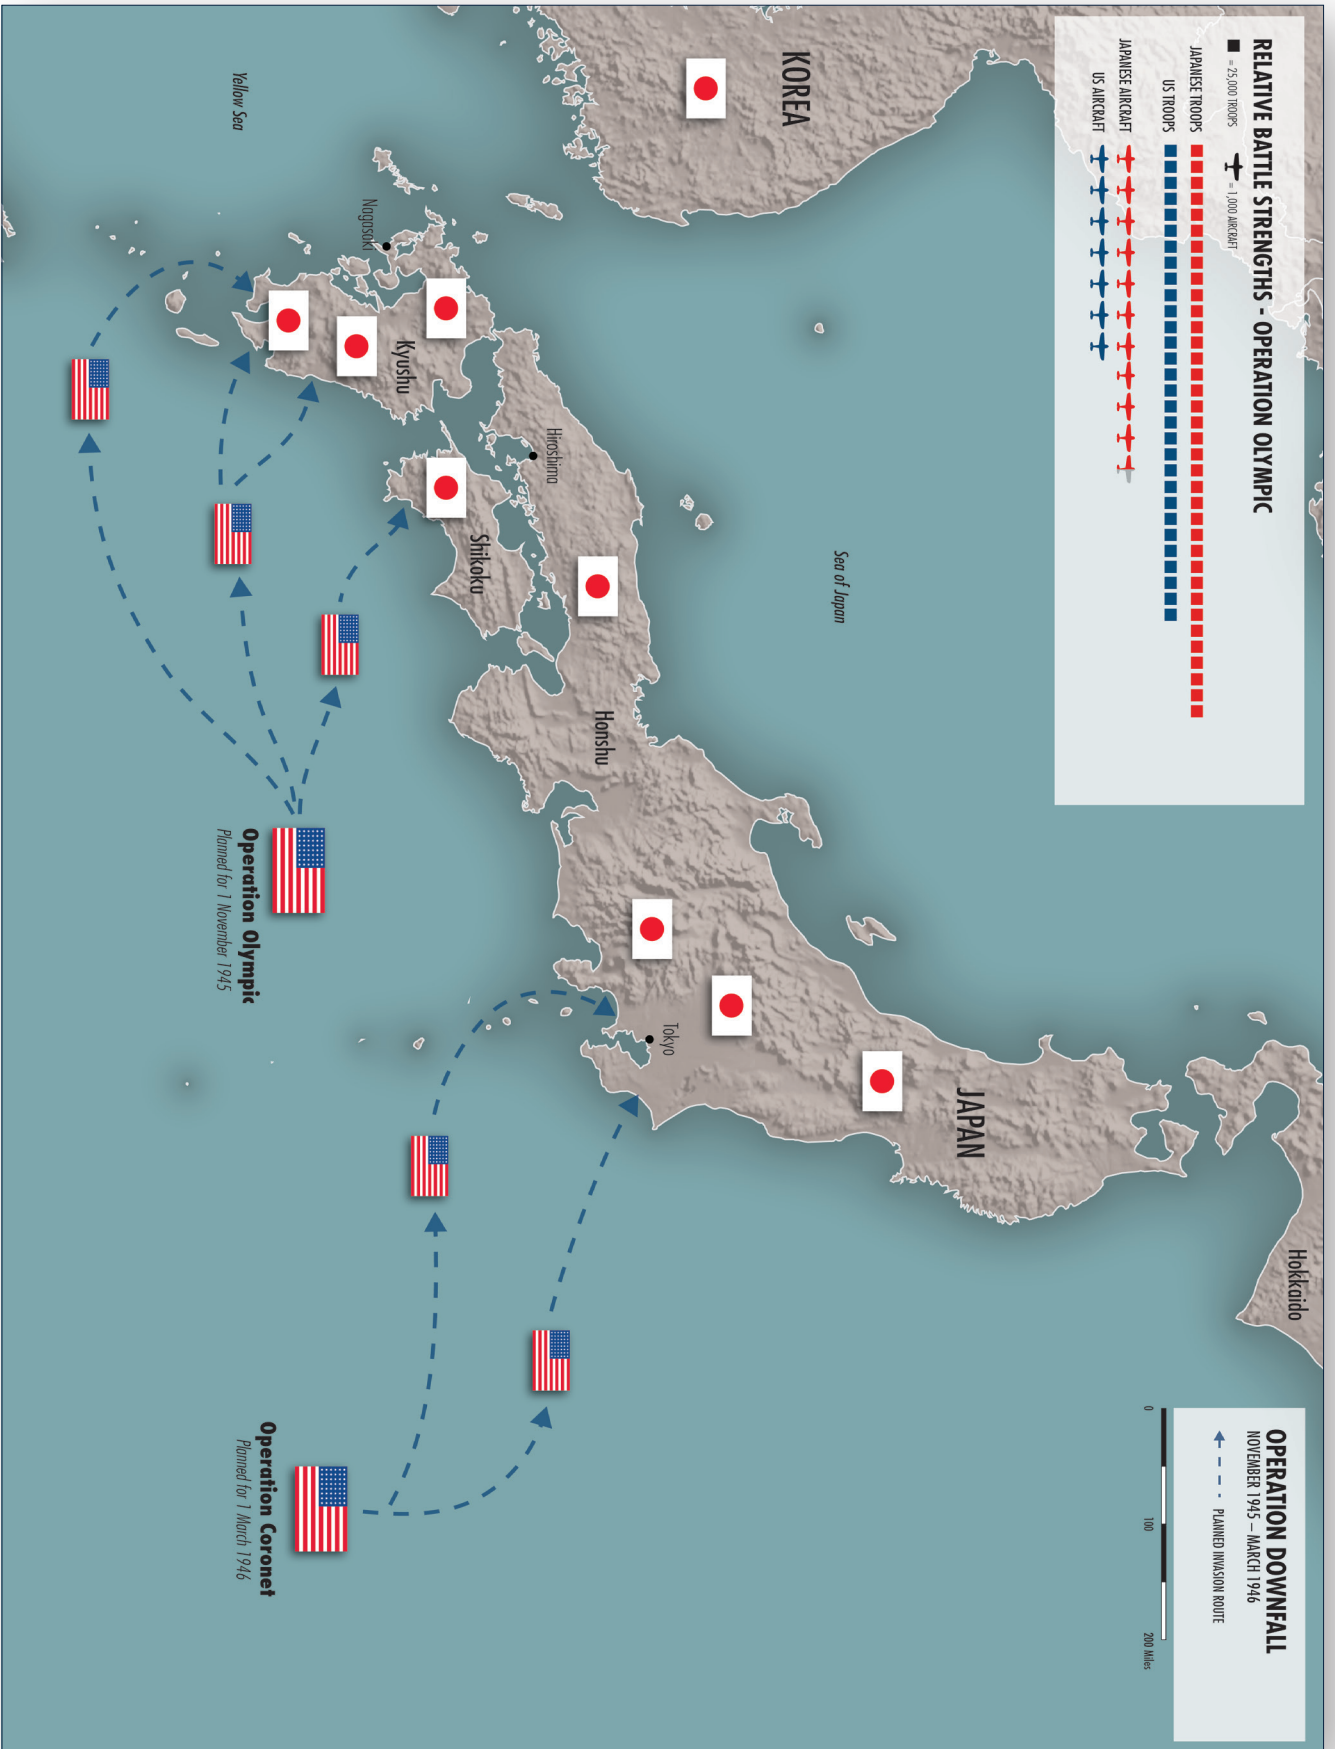 RELATIVE BATTLE STRENGTHS - OPERATION OLYMPIC
= 25,000 TROOPS = 1,000 AIRCRAFT
JAPANESE TROOPS
US TROOPS
JAPANESE AIRCRAFT
US AIRCRAFT
OPERATION DOWNFALL
NOVEMBER 1945 – MARCH 1946
PLANNED INVASION ROUTE
0 100 200 Miles
Hokkaido
JAPAN
KOREA
Sea of Japan
Tokyo
Honshu
Hiroshima
Shikoku
Kyushu
Nagasaki
Yellow Sea
Operation Olympic
Planned for 1 November 1945
Operation Coronet
Planned for 1 March 1946